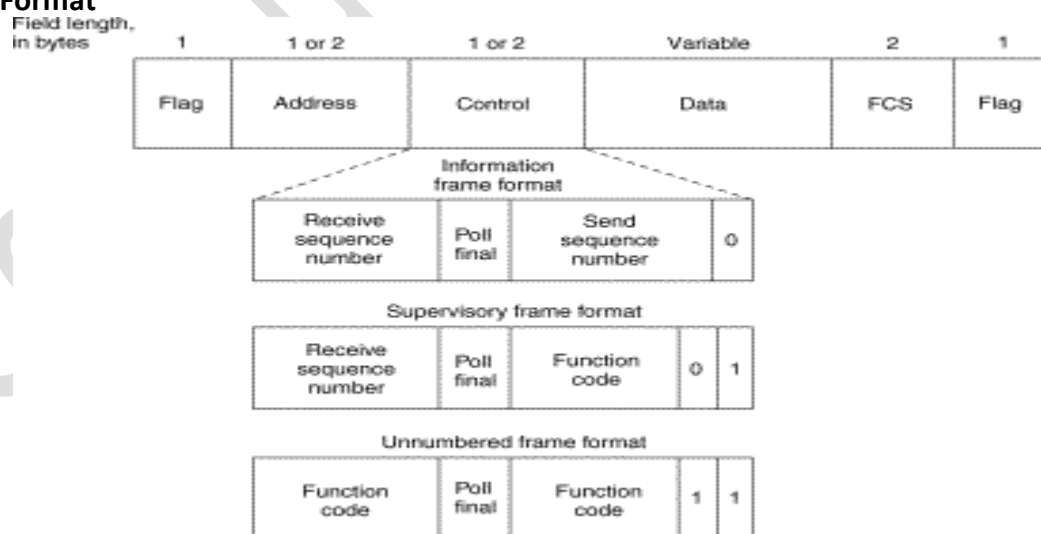 Format
Field length,
in bytes 1 1 or 2 1 or 2 Variable 2 1
Flag Address Control Data FCS Flag
Information
frame format
Receive
sequence
number
Poll
final
Send
sequence
number
0
Supervisory frame format
Receive
sequence
number
Poll
final
Function
code
0 1
Unnumbered frame format
Function
code
Poll
final
Function
code
1 1